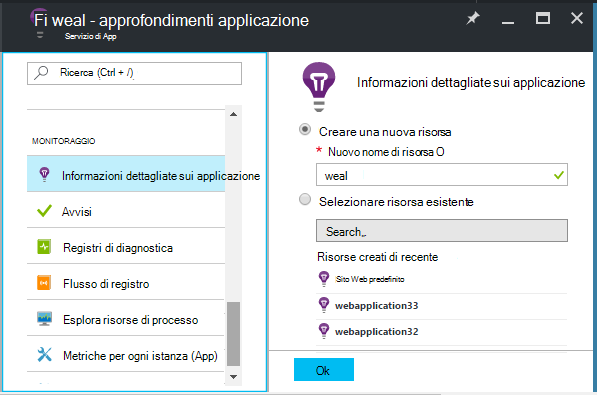 Fi weal - approfondimenti applicazione
Servizio di App
Ricerca (Ctrl + /)
MONITORAGGIO
Informazioni dettagliate sui applicazione
Avvisi
Registri di diagnostica
Flusso di registro
Esplora risorse di processo
Metriche per ogni istanza (App)
Informazioni dettagliate sui applicazione
Creare una nuova risorsa
* Nuovo nome di risorsa O
weal
Selezionare risorsa esistente
Search,.
Risorse creati di recente
Sito Web predefinito
webapplication33
webapplication32
Ok